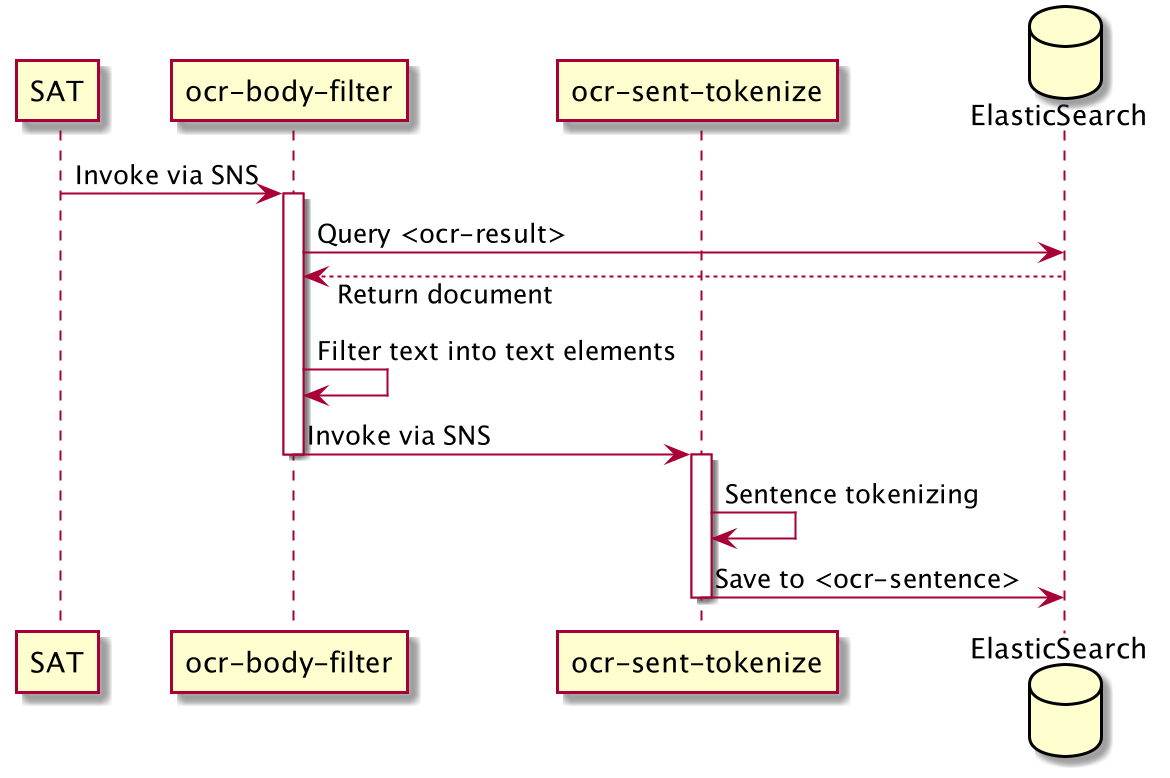 SAT
ocr-body-filter
ocr-sent-tokenize
ElasticSearch
Invoke via SNS
Query <ocr-result>
Return document
Filter text into text elements
Invoke via SNS
Sentence tokenizing
Save to <ocr-sentence>
SAT
ocr-body-filter
ocr-sent-tokenize
ElasticSearch